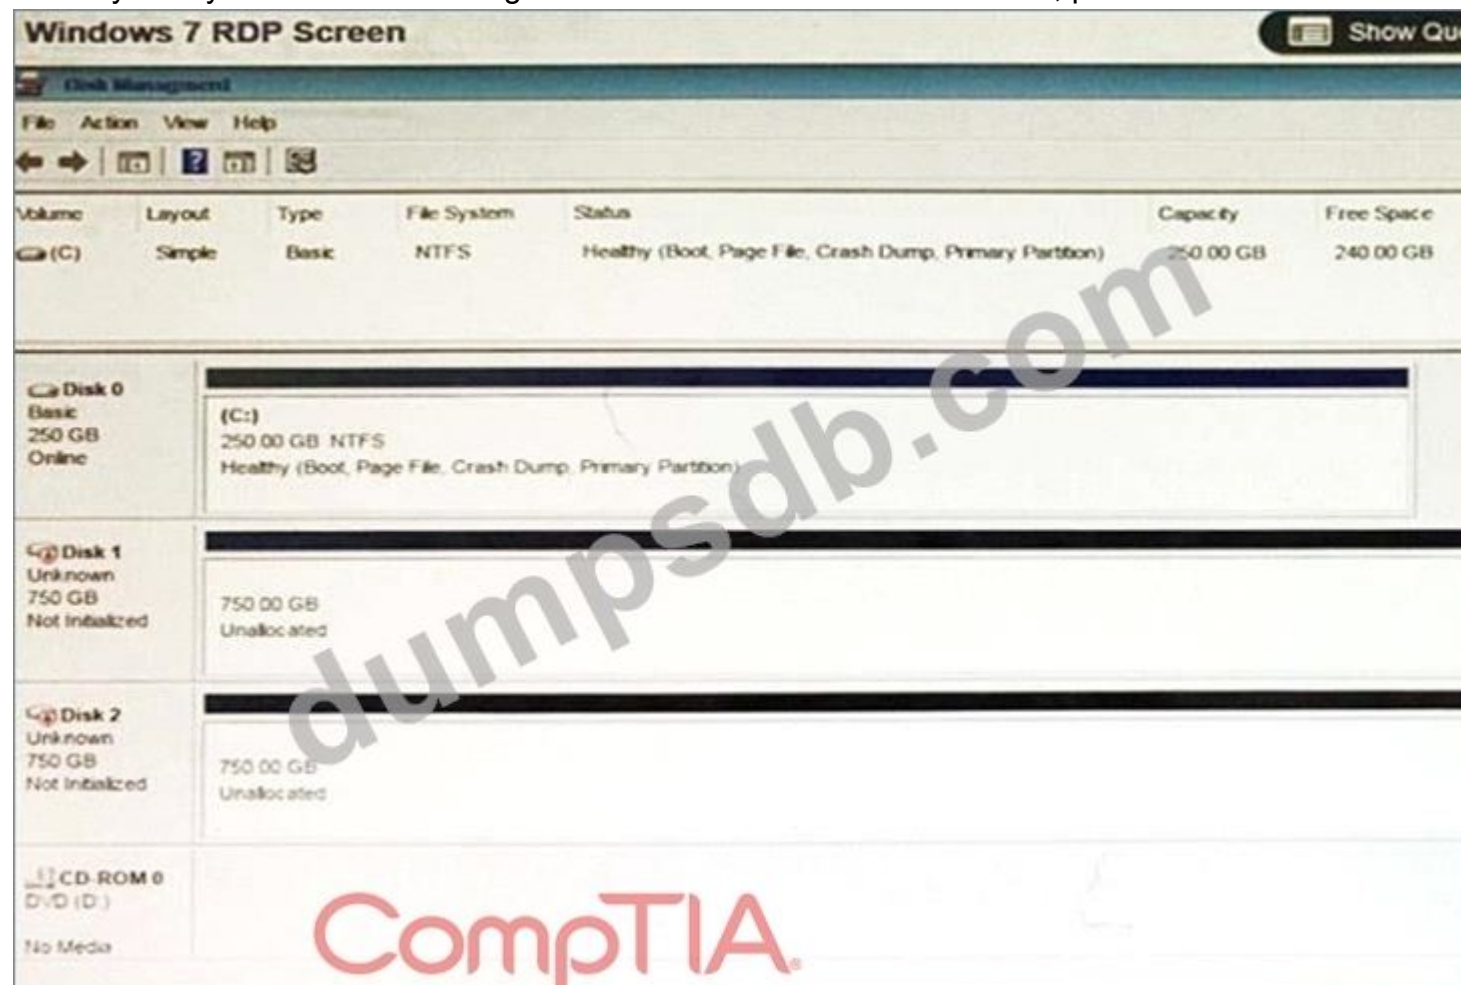 Windows 7 RDP Screen
Show Qu
Disk Managment
File Action View Help
Volume Layout Type File System Status Capacity Free Space
(C) Simple Basic NTFS Healthy (Boot, Page File, Crash Dump, Primary Partition) 250.00 GB 240.00 GB
Disk 0
Basic
250 GB
Online
(C:)
250.00 GB NTFS
Healthy (Boot, Page File, Crash Dump, Primary Partition)
Disk 1
Unknown
750 GB
Not Initialized
750.00 GB
Unallocated
Disk 2
Unknown
750 GB
Not Initialized
750.00 GB
Unallocated
CD-ROM 0
DVD (D:)
No Media
dumpsdb.com
CompTIA®